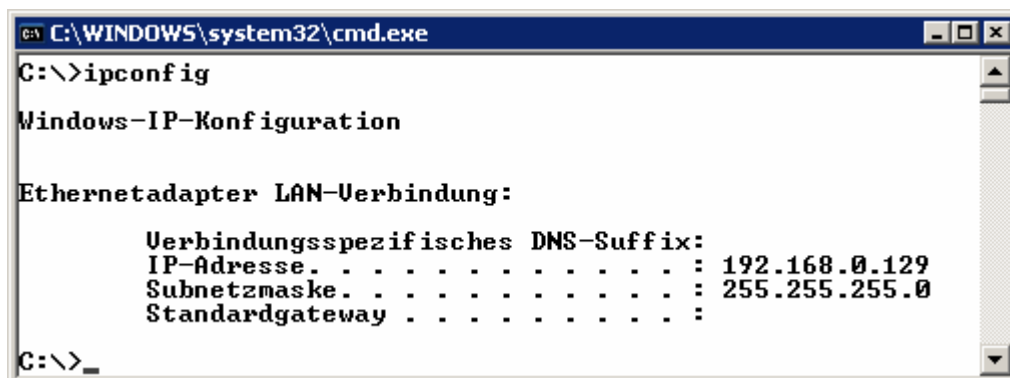 C:\WINDOWS\system32\cmd.exe
C:\>ipconfig
Windows-IP-Konfiguration
Ethernetadapter LAN-Verbindung:
Verbindungsspezifisches DNS-Suffix:
IP-Adresse. . . . . . . . . . . . : 192.168.0.129
Subnetzmaske. . . . . . . . . . . : 255.255.255.0
Standardgateway . . . . . . . . . :
C:\>_